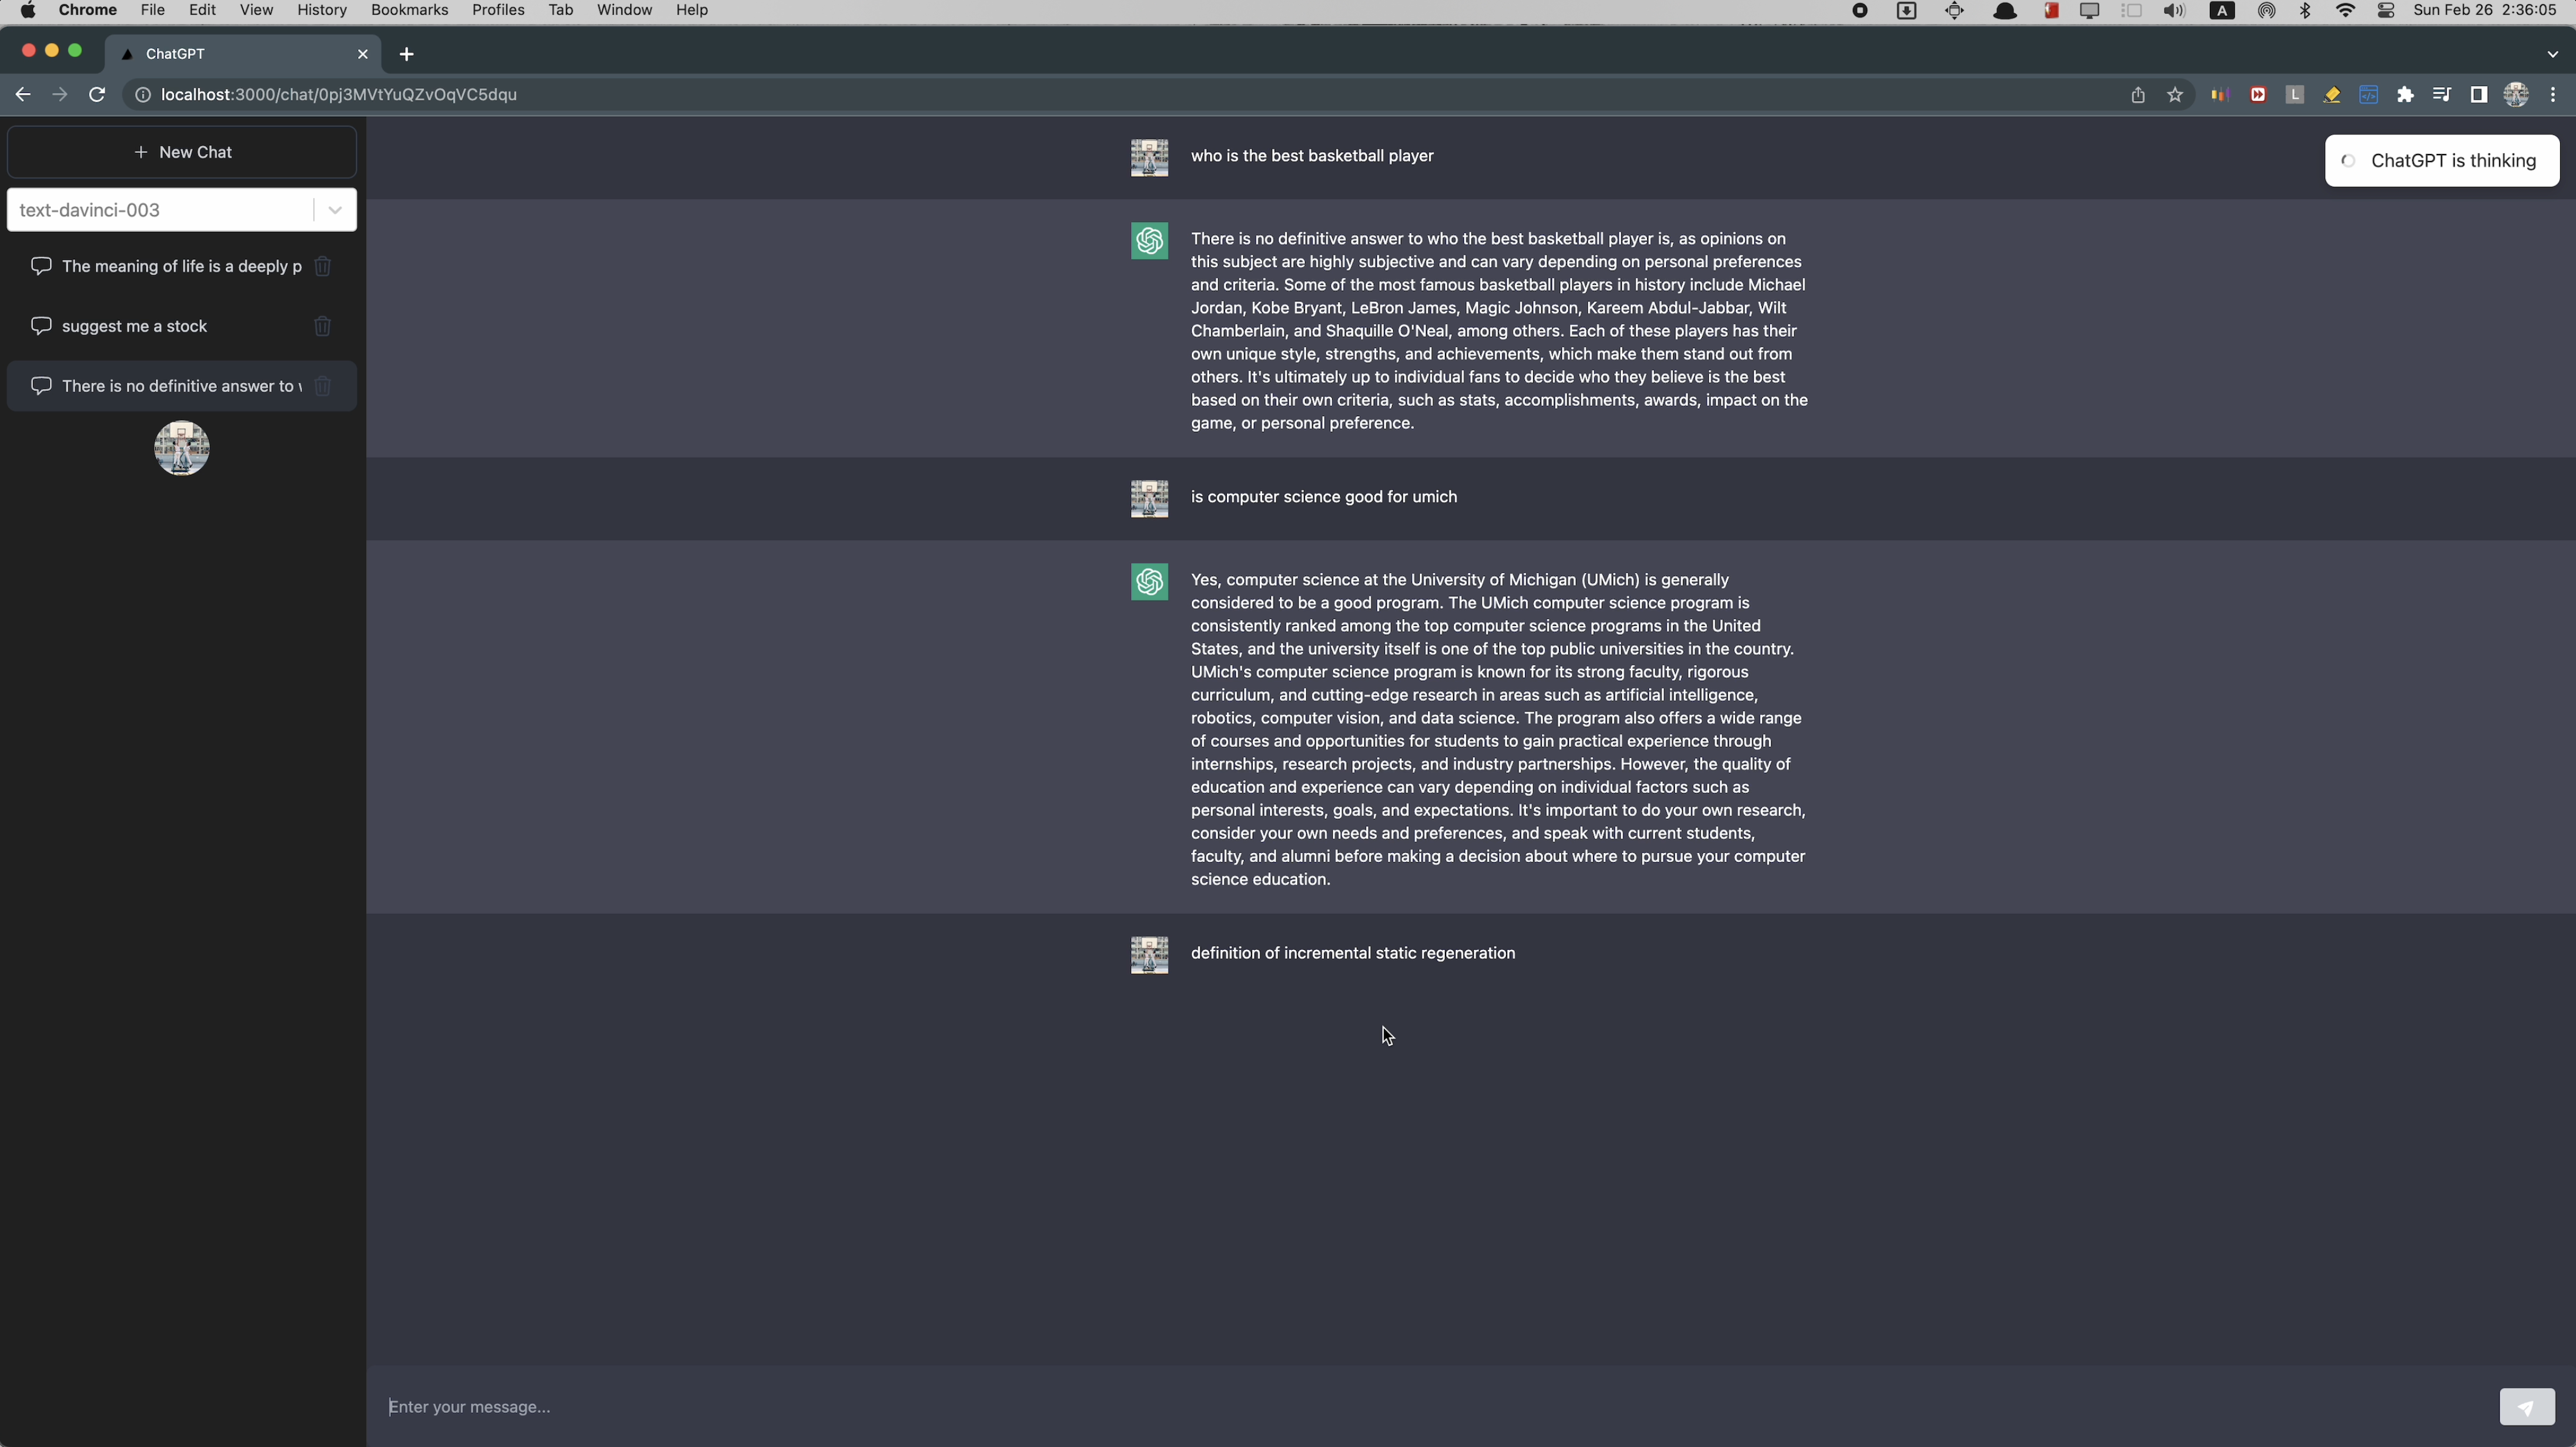 Chrome File Edit View History Bookmarks Profiles Tab Window Help
A
Sun Feb 26 2:36:05
ChatGPT
localhost:3000/chat/0pj3MVtYuQZvOqVC5dqu
L
+ New Chat
text-davinci-003
The meaning of life is a deeply p
suggest me a stock
There is no definitive answer to
who is the best basketball player
ChatGPT is thinking
There is no definitive answer to who the best basketball player is, as opinions on
this subject are highly subjective and can vary depending on personal preferences
and criteria. Some of the most famous basketball players in history include Michael
Jordan, Kobe Bryant, LeBron James, Magic Johnson, Kareem Abdul-Jabbar, Wilt
Chamberlain, and Shaquille O'Neal, among others. Each of these players has their
own unique style, strengths, and achievements, which make them stand out from
others. It's ultimately up to individual fans to decide who they believe is the best
based on their own criteria, such as stats, accomplishments, awards, impact on the
game, or personal preference.
is computer science good for umich
Yes, computer science at the University of Michigan (UMich) is generally
considered to be a good program. The UMich computer science program is
consistently ranked among the top computer science programs in the United
States, and the university itself is one of the top public universities in the country.
UMich's computer science program is known for its strong faculty, rigorous
curriculum, and cutting-edge research in areas such as artificial intelligence,
robotics, computer vision, and data science. The program also offers a wide range
of courses and opportunities for students to gain practical experience through
internships, research projects, and industry partnerships. However, the quality of
education and experience can vary depending on individual factors such as
personal interests, goals, and expectations. It's important to do your own research,
consider your own needs and preferences, and speak with current students,
faculty, and alumni before making a decision about where to pursue your computer
science education.
definition of incremental static regeneration
Enter your message...